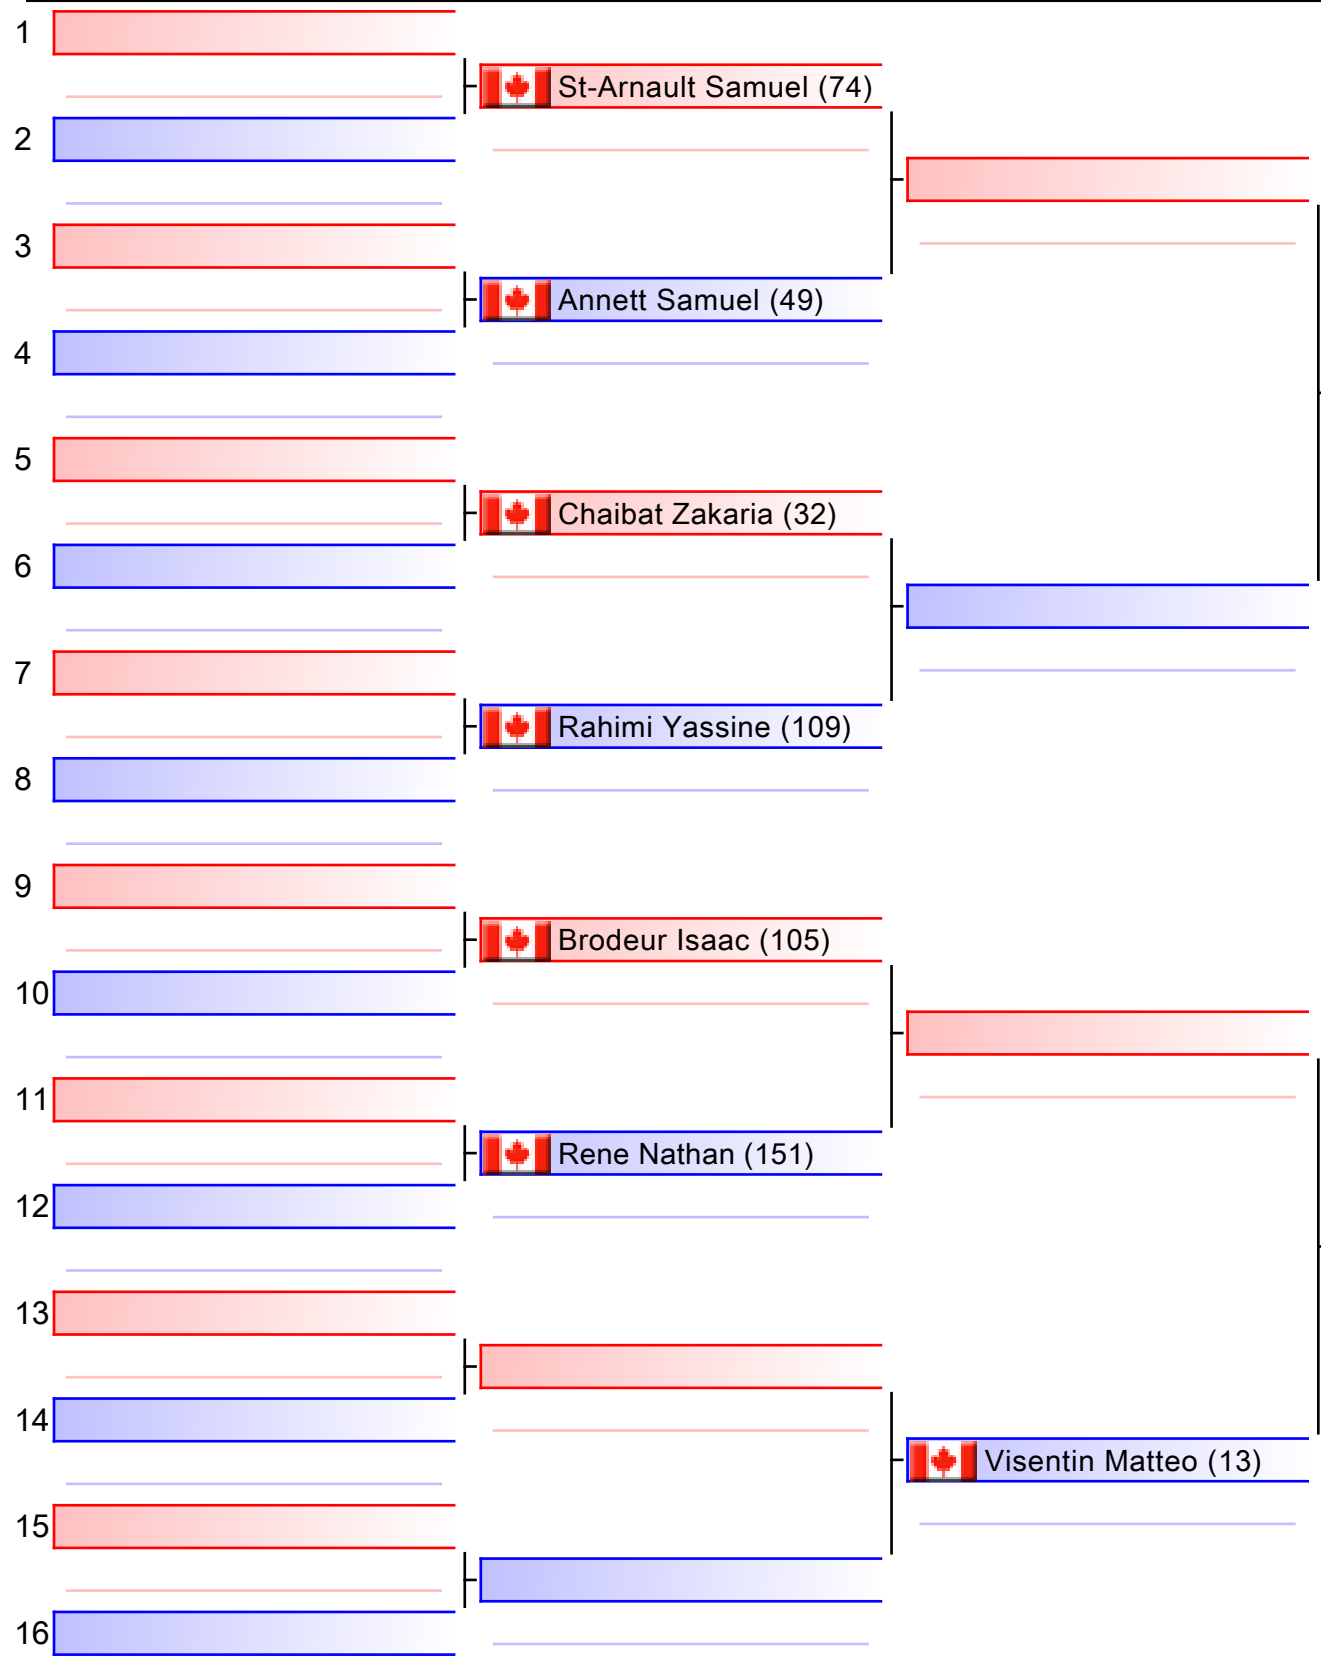 1
St-Arnault Samuel (74)
2
3
Annett Samuel (49)
4
5
Chaibat Zakaria (32)
6
7
Rahimi Yassine (109)
8
9
Brodeur Isaac (105)
10
11
Rene Nathan (151)
12
13
14
Visentin Matteo (13)
15
16